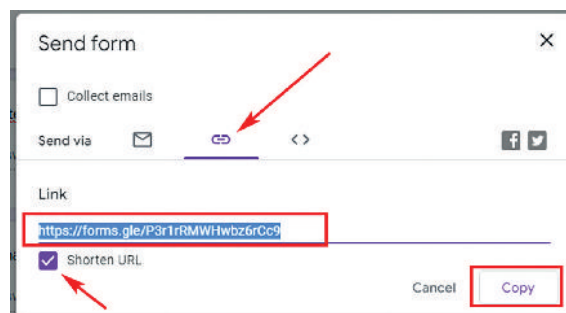 Send form
Collect emails
Send via
Link
https://forms.gle/P3r1rRMWHwbz6rCc9
Shorten URL
Cancel Copy